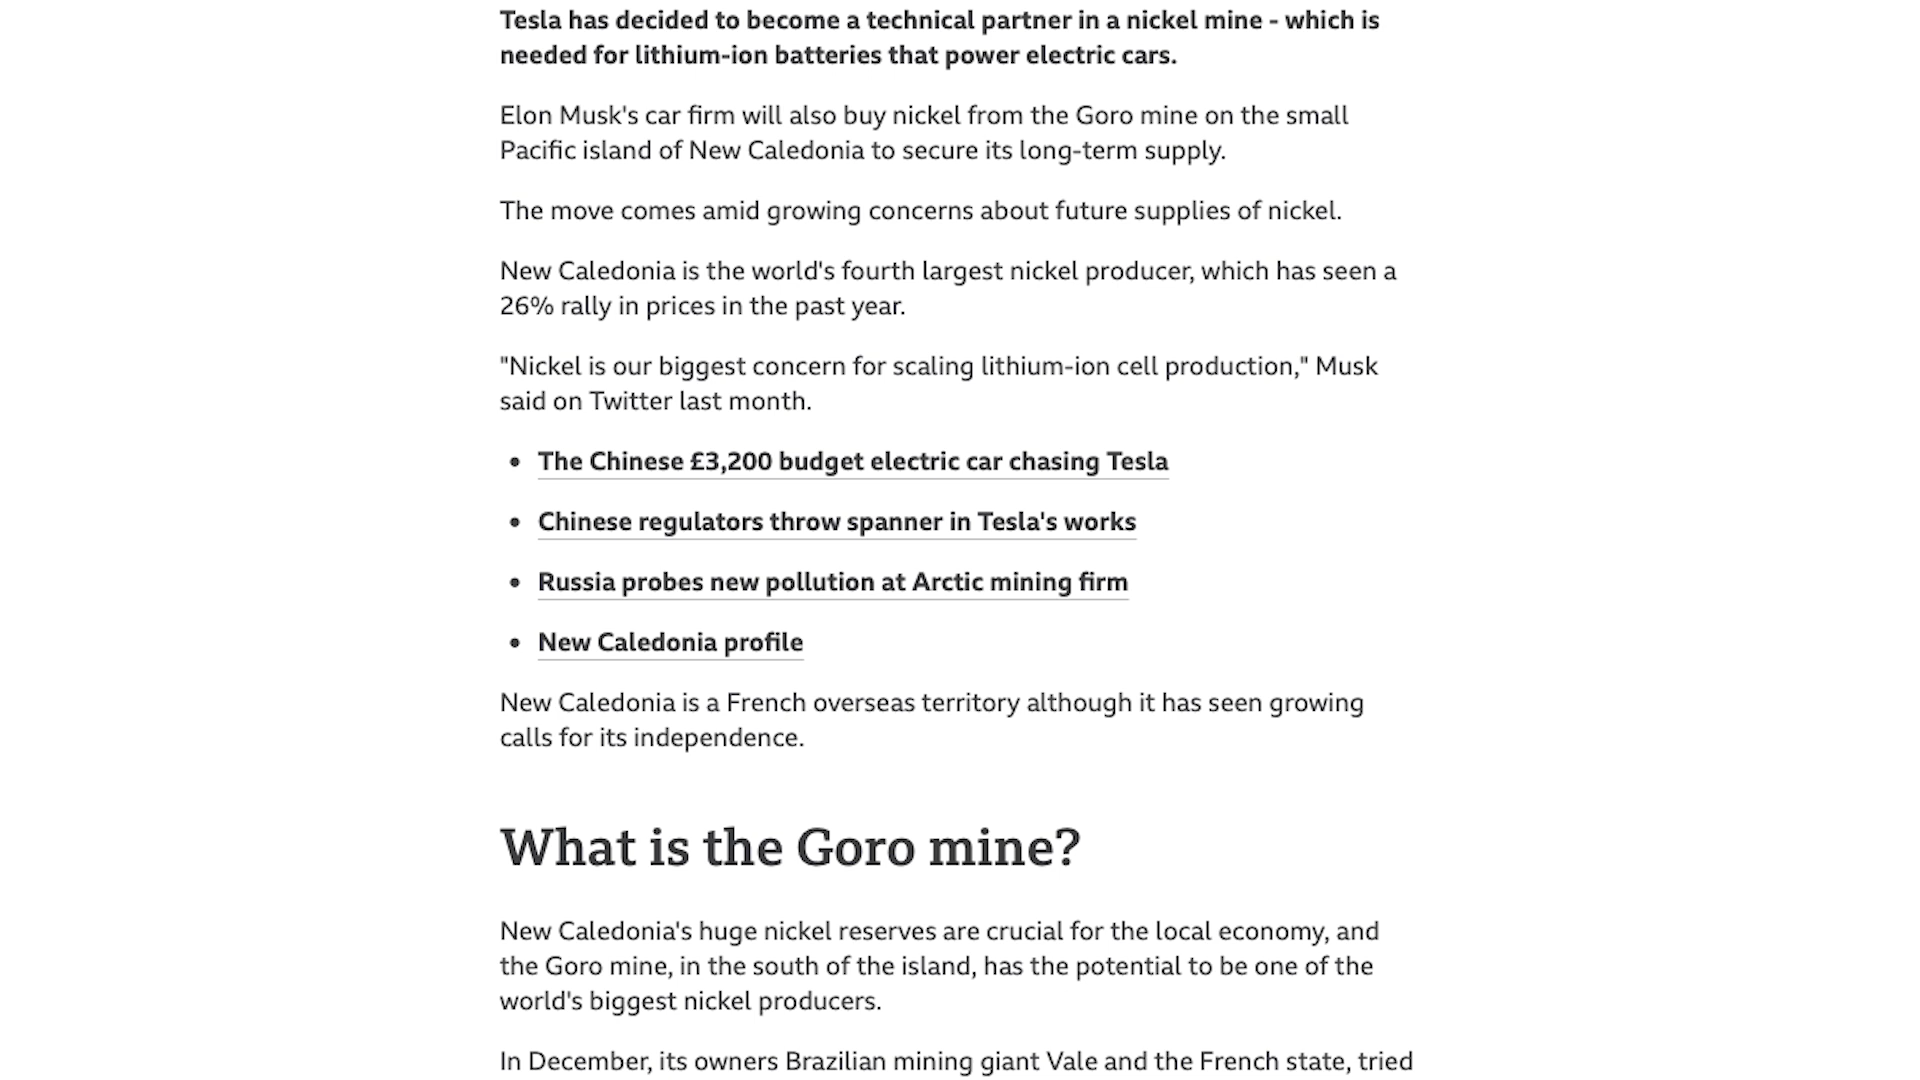 Tesla has decided to become a technical partner in a nickel mine - which is
needed for lithium-ion batteries that power electric cars.
Elon Musk's car firm will also buy nickel from the Goro mine on the small
Pacific island of New Caledonia to secure its long-term supply.
The move comes amid growing concerns about future supplies of nickel.
New Caledonia is the world's fourth largest nickel producer, which has seen a
26% rally in prices in the past year.
"Nickel is our biggest concern for scaling lithium-ion cell production," Musk
said on Twitter last month.
• The Chinese £3,200 budget electric car chasing Tesla
• Chinese regulators throw spanner in Tesla's works
• Russia probes new pollution at Arctic mining firm
• New Caledonia profile
New Caledonia is a French overseas territory although it has seen growing
calls for its independence.
What is the Goro mine?
New Caledonia's huge nickel reserves are crucial for the local economy, and
the Goro mine, in the south of the island, has the potential to be one of the
world's biggest nickel producers.
In December, its owners Brazilian mining giant Vale and the French state, tried